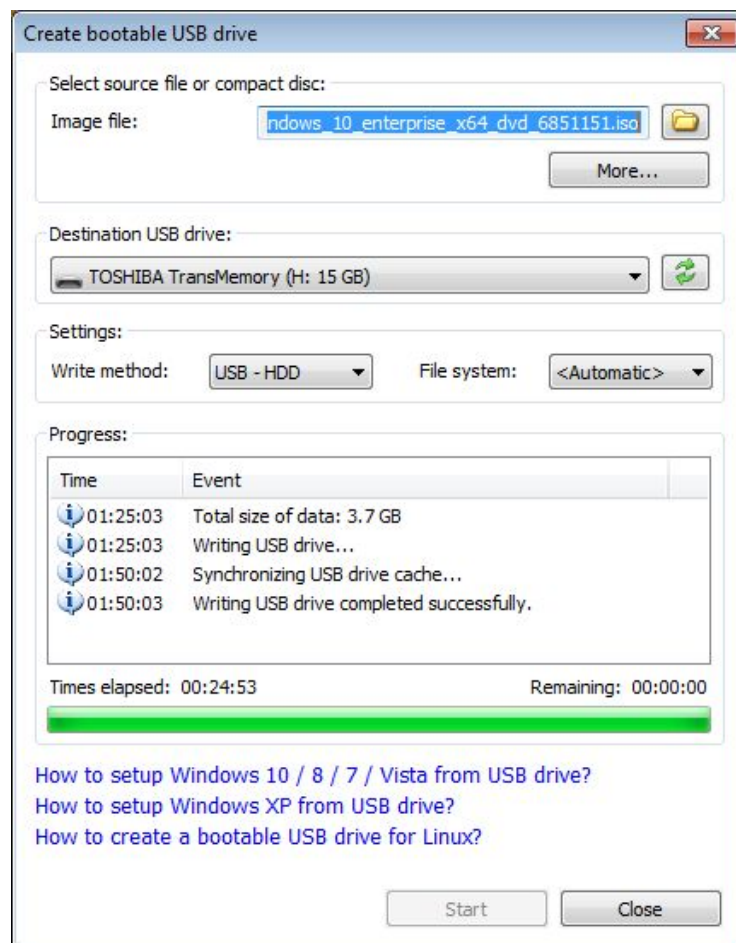 Create bootable USB drive
Select source file or compact disc:
Image file: ndows_10_enterprise_x64_dvd_6851151.iso
More...
Destination USB drive:
TOSHIBA TransMemory (H: 15 GB)
Settings:
Write method: USB - HDD File system: <Automatic>
Progress:
Time Event
01:25:03 Total size of data: 3.7 GB
01:25:03 Writing USB drive...
01:50:02 Synchronizing USB drive cache...
01:50:03 Writing USB drive completed successfully.
Times elapsed: 00:24:53 Remaining: 00:00:00
How to setup Windows 10 / 8 / 7 / Vista from USB drive?
How to setup Windows XP from USB drive?
How to create a bootable USB drive for Linux?
Start Close